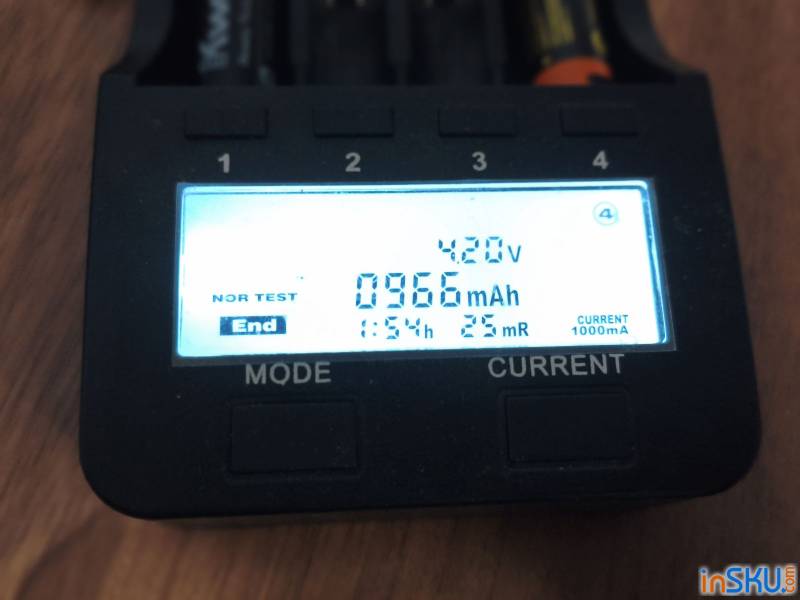 1 2 3 4
4
4.20V
NOR TEST 0966mAh
End 1:54h 25mR CURRENT 1000mA
MODE CURRENT
inSKU.com